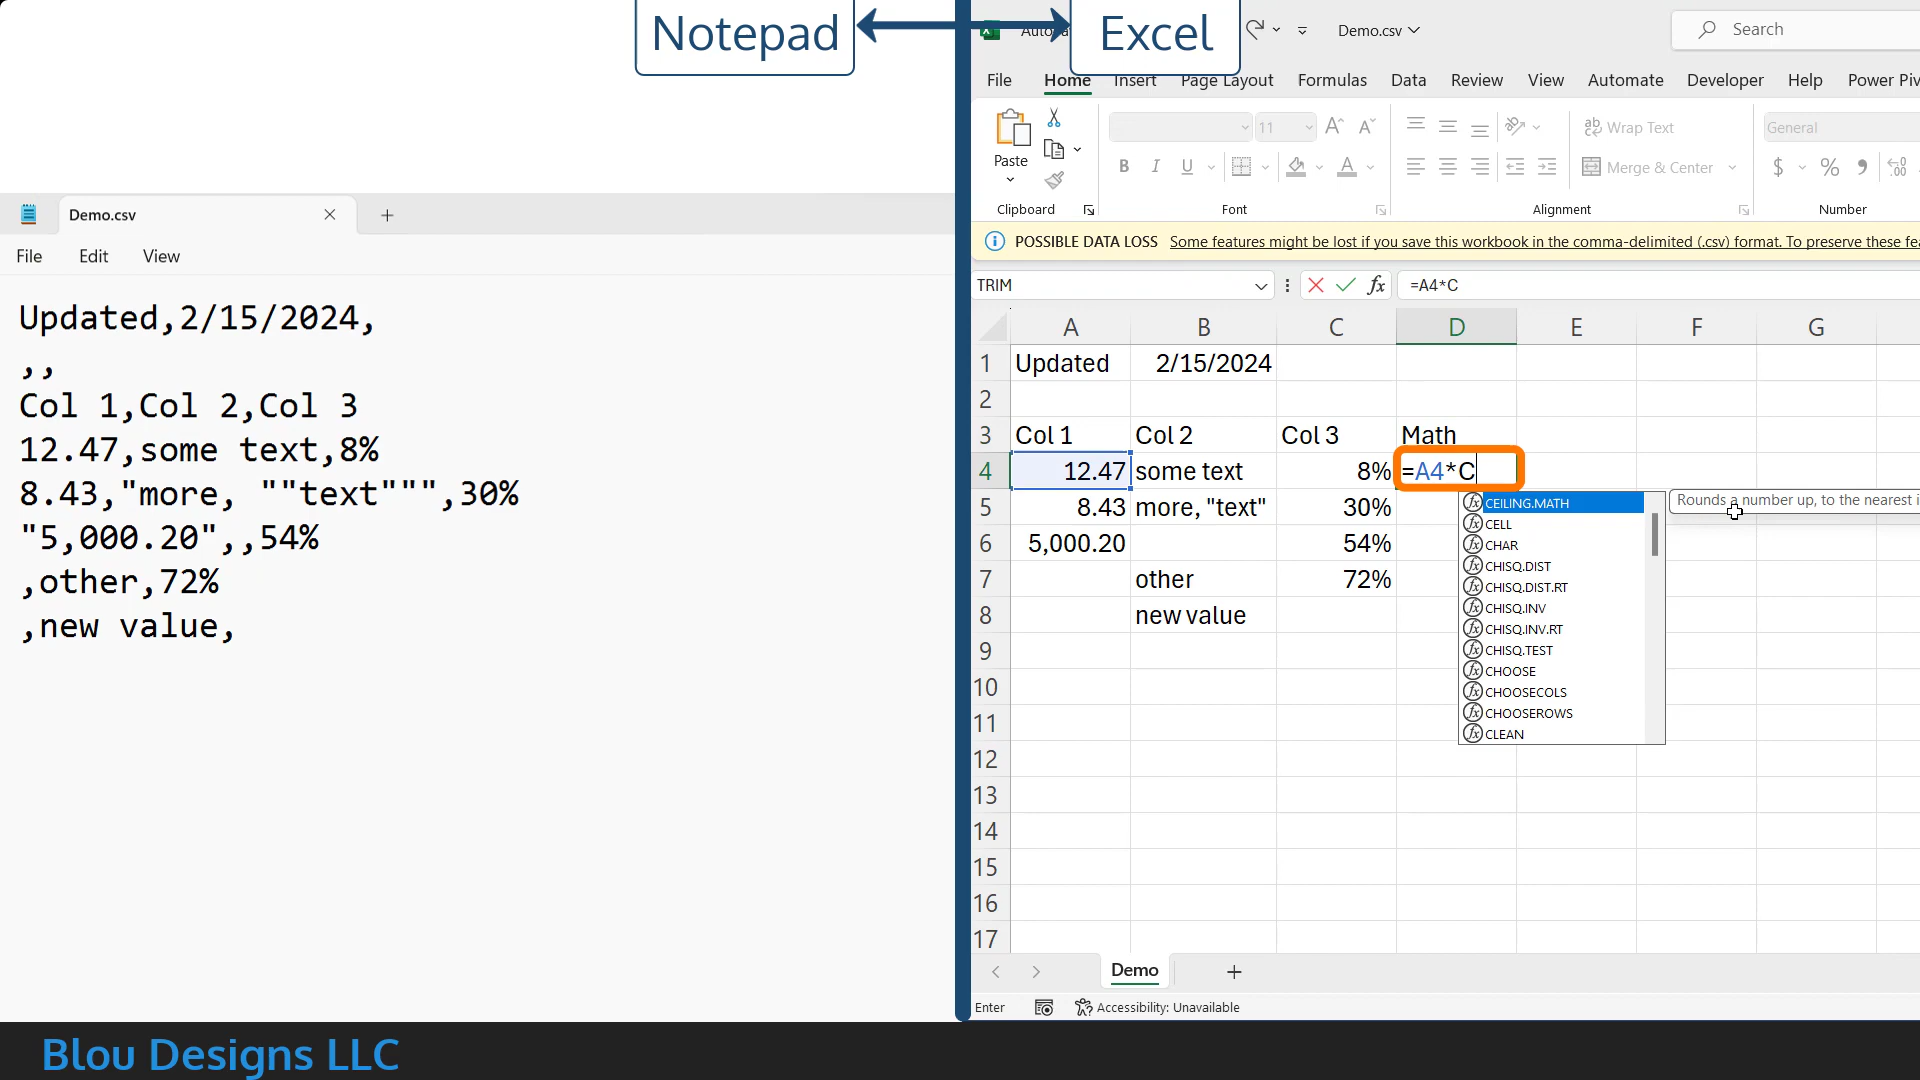 Notepad
Excel
Demo.csv
Search
File Home Insert Page Layout Formulas Data Review View Automate Developer Help Power Piv
11
Wrap Text
General
Paste
B I U
Merge & Center
$ % 9 .00
Clipboard Font Alignment Number
POSSIBLE DATA LOSS Some features might be lost if you save this workbook in the comma-delimited (.csv) format. To preserve these fea
TRIM
=A4*C
Demo.csv
File Edit View
Updated,2/15/2024,
,,
Col 1,Col 2,Col 3
12.47,some text,8%
8.43,"more, ""text""",30%
"5,000.20",,54%
,other,72%
,new value,
A B C D E F G
1 Updated 2/15/2024
2
3 Col 1 Col 2 Col 3 Math
4 12.47 some text 8% =A4*C
5 8.43 more, "text" 30%
6 5,000.20 54%
7 other 72%
8 new value
9
10
11
12
13
14
15
16
17
CEILING.MATH
Rounds a number up, to the nearest i
CELL
CHAR
CHISQ.DIST
CHISQ.DIST.RT
CHISQ.INV
CHISQ.INV.RT
CHISQ.TEST
CHOOSE
CHOOSECOLS
CHOOSEROWS
CLEAN
Demo
Enter
Accessibility: Unavailable
Blou Designs LLC